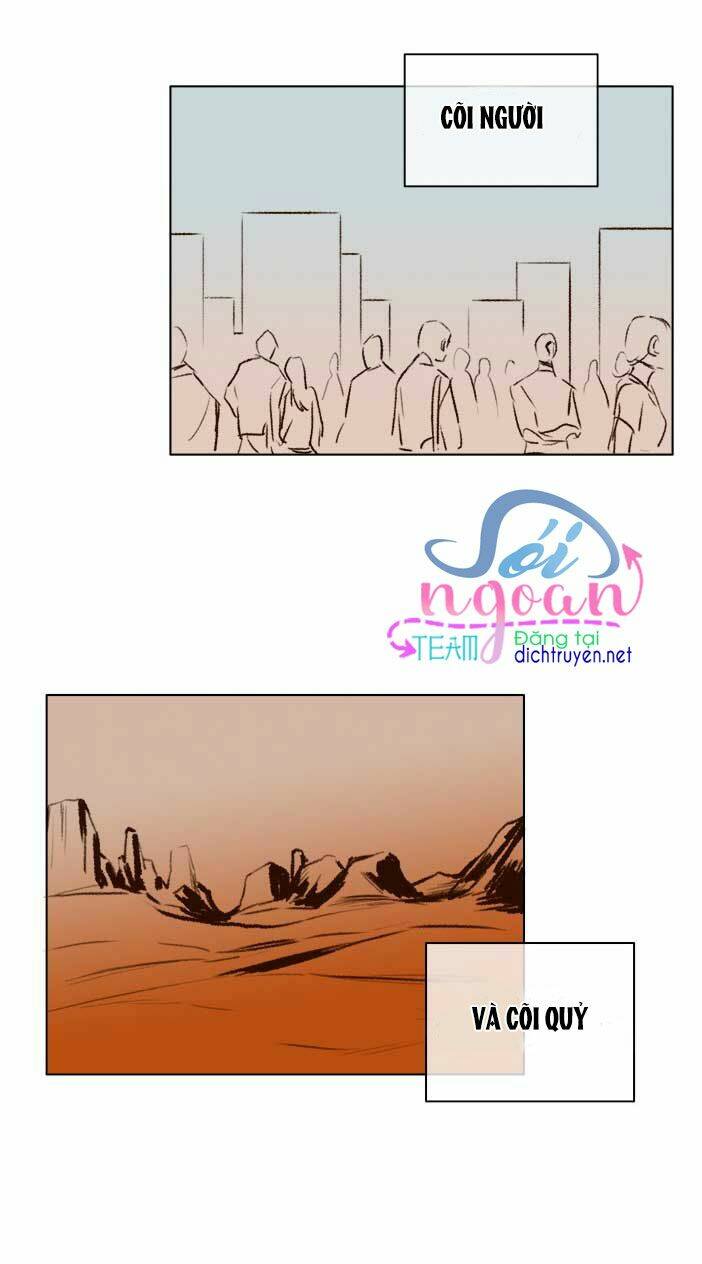 CÕI NGƯỜI
Sói
ngoan
TEAM
Đăng tại
dichtruyen.net
VÀ CÕI QUỶ